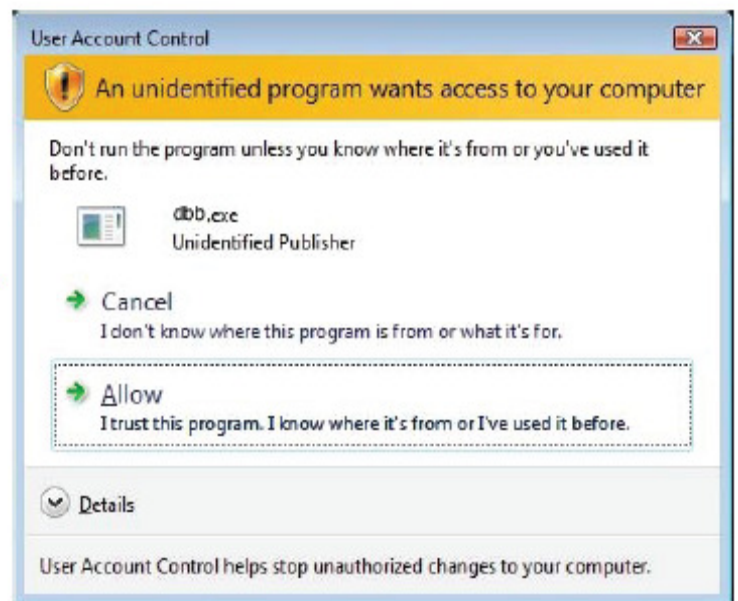 User Account Control
An unidentified program wants access to your computer
Don't run the program unless you know where it's from or you've used it
before.
dbb.exe
Unidentified Publisher
Cancel
I don't know where this program is from or what it's for.
Allow
I trust this program. I know where it's from or I've used it before.
Details
User Account Control helps stop unauthorized changes to your computer.